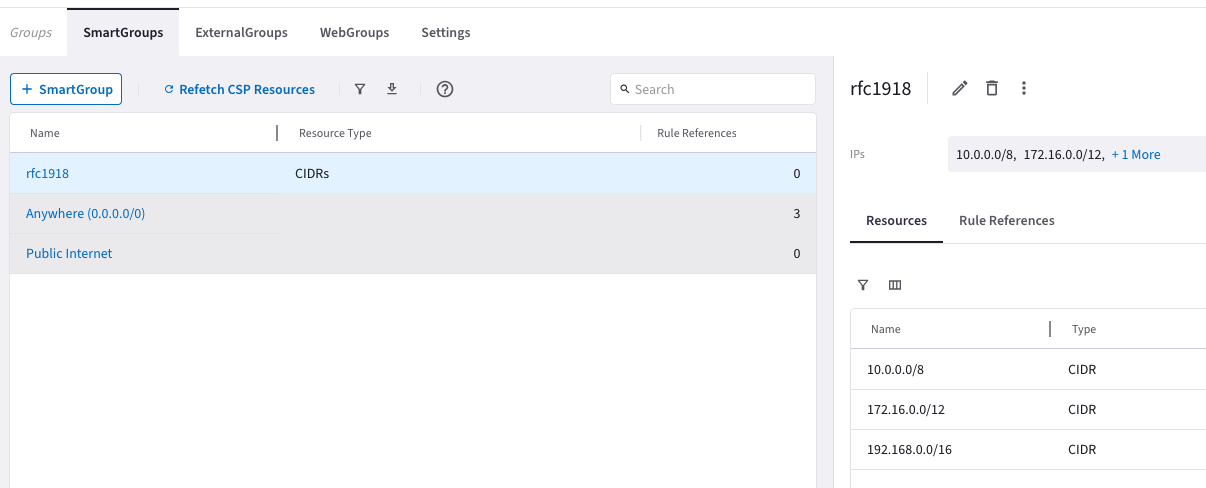 Groups SmartGroups ExternalGroups WebGroups Settings
+ SmartGroup Refetch CSP Resources Search
Name Resource Type Rule References
rfc1918 CIDRs 0
Anywhere (0.0.0.0/0) 3
Public Internet 0
rfc1918
IPs 10.0.0.0/8, 172.16.0.0/12, + 1 More
Resources Rule References
Name Type
10.0.0.0/8 CIDR
172.16.0.0/12 CIDR
192.168.0.0/16 CIDR